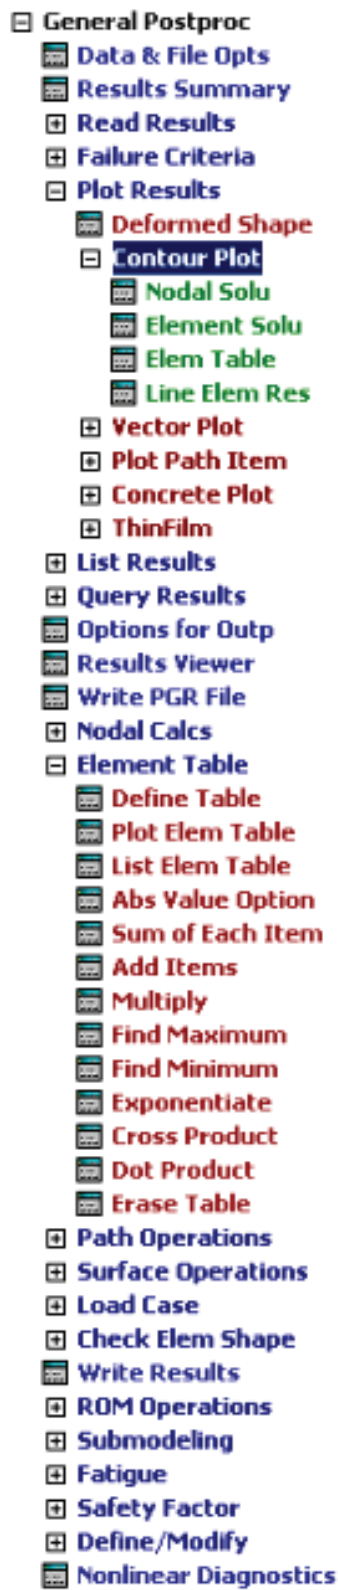 General Postproc
Data & File Opts
Results Summary
Read Results
Failure Criteria
Plot Results
Deformed Shape
Contour Plot
Nodal Solu
Element Solu
Elem Table
Line Elem Res
Vector Plot
Plot Path Item
Concrete Plot
ThinFilm
List Results
Query Results
Options for Outp
Results Viewer
Write PGR File
Nodal Calcs
Element Table
Define Table
Plot Elem Table
List Elem Table
Abs Value Option
Sum of Each Item
Add Items
Multiply
Find Maximum
Find Minimum
Exponentiate
Cross Product
Dot Product
Erase Table
Path Operations
Surface Operations
Load Case
Check Elem Shape
Write Results
ROM Operations
Submodeling
Fatigue
Safety Factor
Define/Modify
Nonlinear Diagnostics